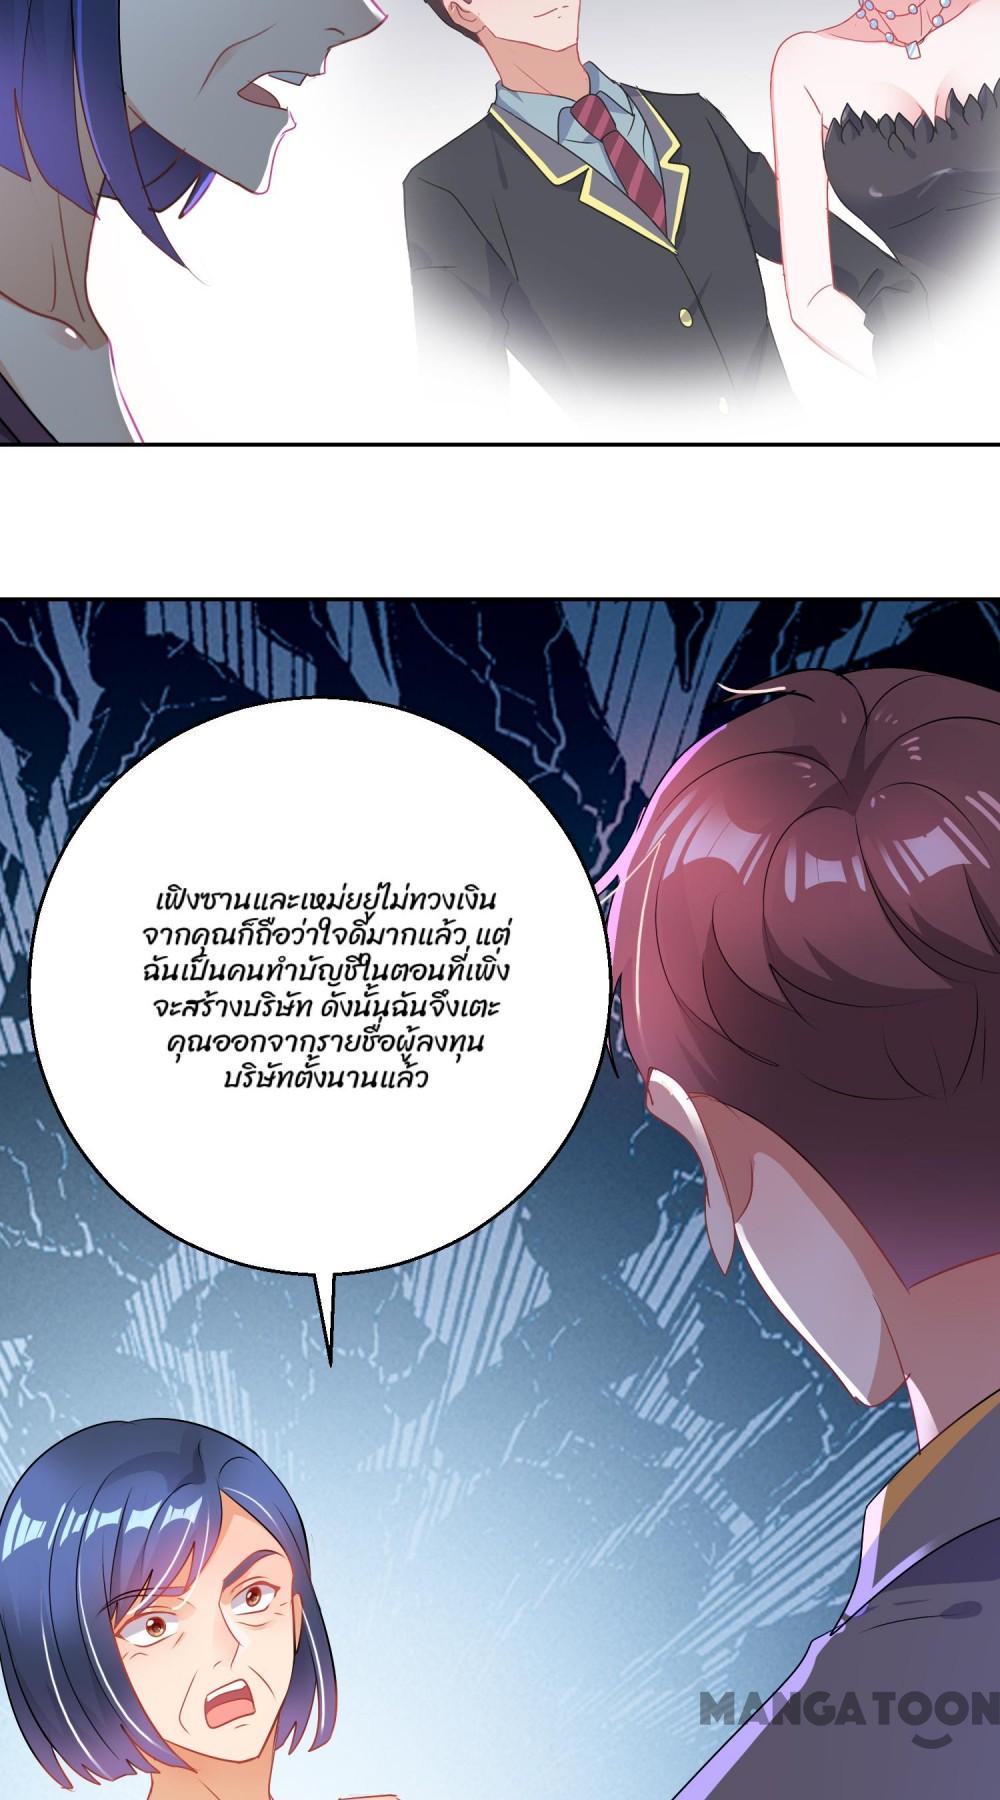 เฟิงซานและเหม่ยยู่ไม่ทวงเงิน
จากคุณก็ถือว่าใจดีมากแล้ว แต่
ฉันเป็นคนทำบัญชีในตอนที่เพิ่ง
จะสร้างบริษัท ดังนั้นฉันจึงเตะ
คุณออกจากรายชื่อผู้ลงทุน
บริษัทตั้งนานแล้ว
MANGATOON